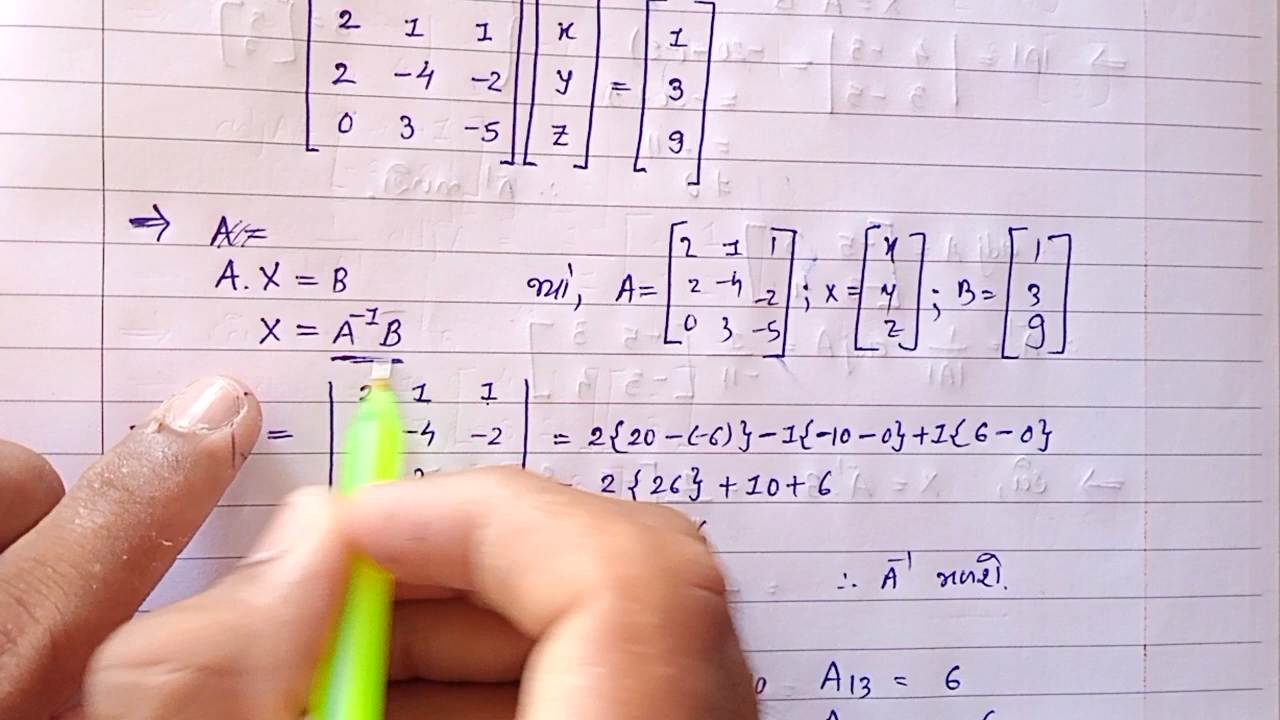 [2 1 1] [x] = [1]
[2 -4 -2] [y] [3]
[0 3 -5] [z] [9]
⇒ A =
A.X = B અહીં, A = [2 1 1; 2 -4 -2; 0 3 -5] ; X = [x; y; z] ; B = [1; 3; 9]
X = A⁻¹B
= | 1 1
-4 -2 = 2{20-(-6)}-1{-10-0}+1{6-0}
2{26}+10+6
∴ A⁻¹ મળશે.
A13 = 6